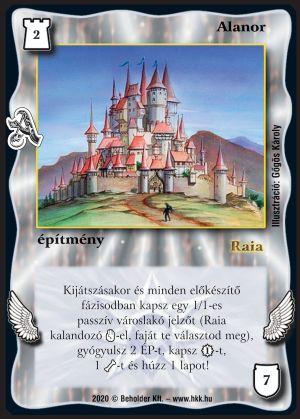 2
Alanor
Illusztráció: Gógös Károly
építmény
Raia
Kijátszásakor és minden előkészítő
fázisodban kapsz egy 1/1-es
passzív városlakó jelzőt (Raia
kalandozó -el, faját te választod meg),
gyógyulsz 2 ÉP-t, kapsz -t,
1 -t és húzz 1 lapot!
7
2020 © Beholder Kft. – www.hkk.hu